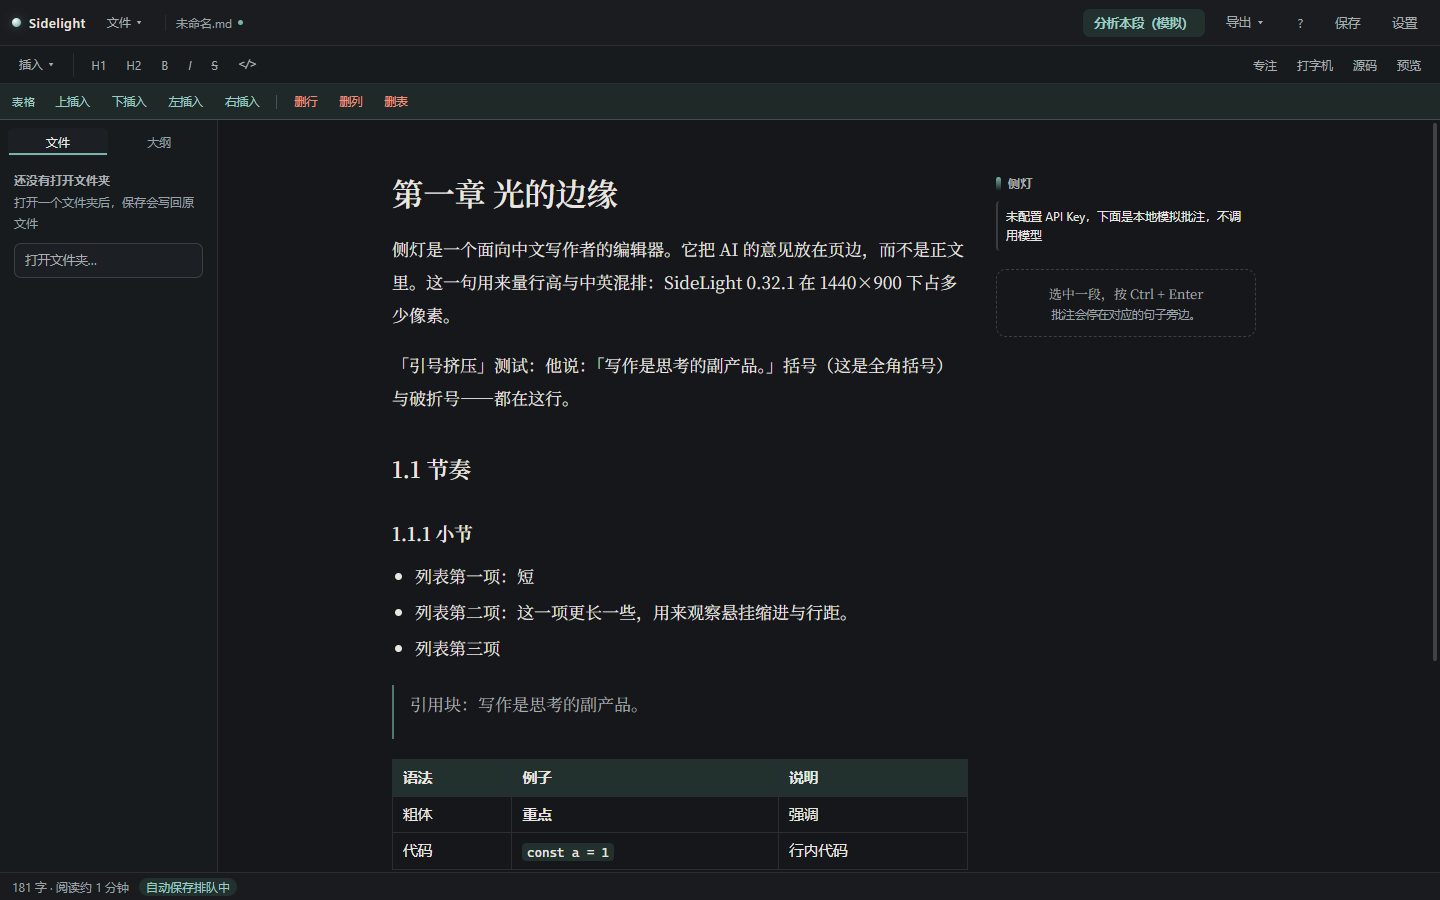 Sidelight 文件 未命名.md 分析本段（模拟） 导出 ? 保存 设置
插入 H1 H2 B I S </> 专注 打字机 源码 预览
表格 上插入 下插入 左插入 右插入 删行 删列 删表
文件 大纲
还没有打开文件夹
打开一个文件夹后，保存会写回原
文件
打开文件夹...
第一章 光的边缘
侧灯是一个面向中文写作者的编辑器。它把 AI 的意见放在页边，而不是正文
里。这一句用来量行高与中英混排：SideLight 0.32.1 在 1440×900 下占多
少像素。
「引号挤压」测试：他说：「写作是思考的副产品。」括号（这是全角括号）
与破折号——都在这行。
1.1 节奏
1.1.1 小节
列表第一项：短
列表第二项：这一项更长一些，用来观察悬挂缩进与行距。
列表第三项
引用块：写作是思考的副产品。
语法 例子 说明
粗体 重点 强调
代码 const a = 1 行内代码
侧灯
未配置 API Key，下面是本地模拟批注，不调
用模型
选中一段，按 Ctrl + Enter
批注会停在对应的句子旁边。
181 字 · 阅读约 1 分钟 自动保存排队中